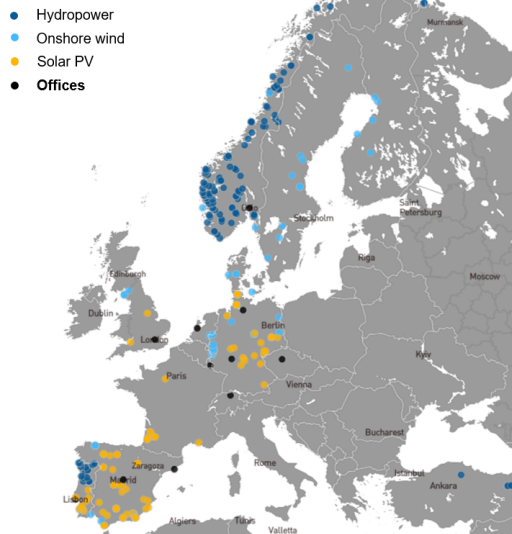 Hydropower
Onshore wind
Solar PV
Offices
Murmansk
Oslo
Stockholm
Saint
Petersburg
Riga
Moscow
Edinburgh
Dublin
London
Berlin
Kyiv
Paris
Vienna
Bucharest
Zaragoza
Rome
Istanbul
Madrid
Ankara
Lisbon
Algiers
Tunis
Valletta